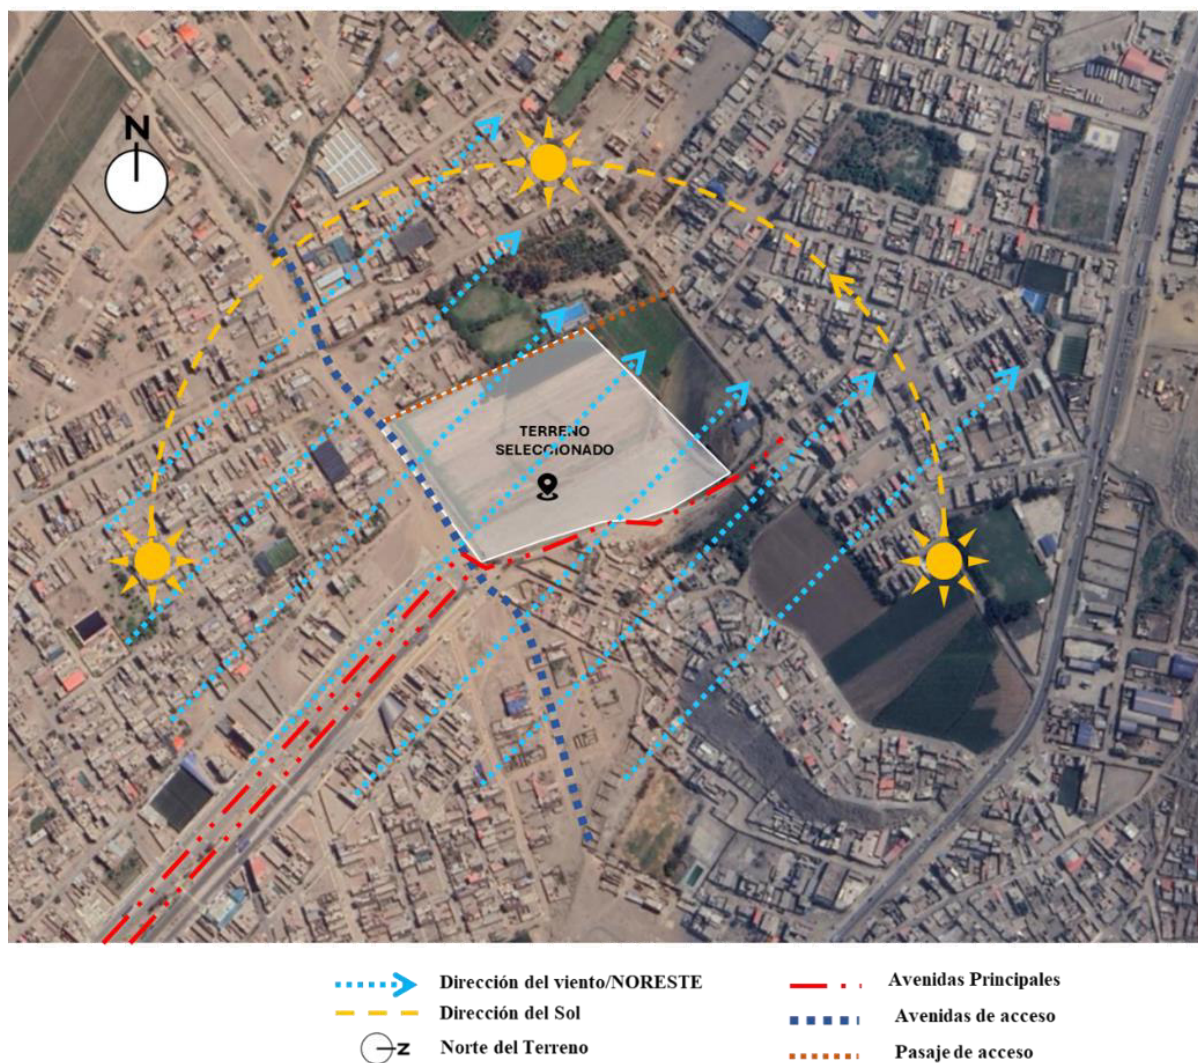 N
TERRENO
SELECCIONADO
Dirección del viento/NORESTE
Dirección del Sol
Z Norte del Terreno
Avenidas Principales
Avenidas de acceso
Pasaje de acceso